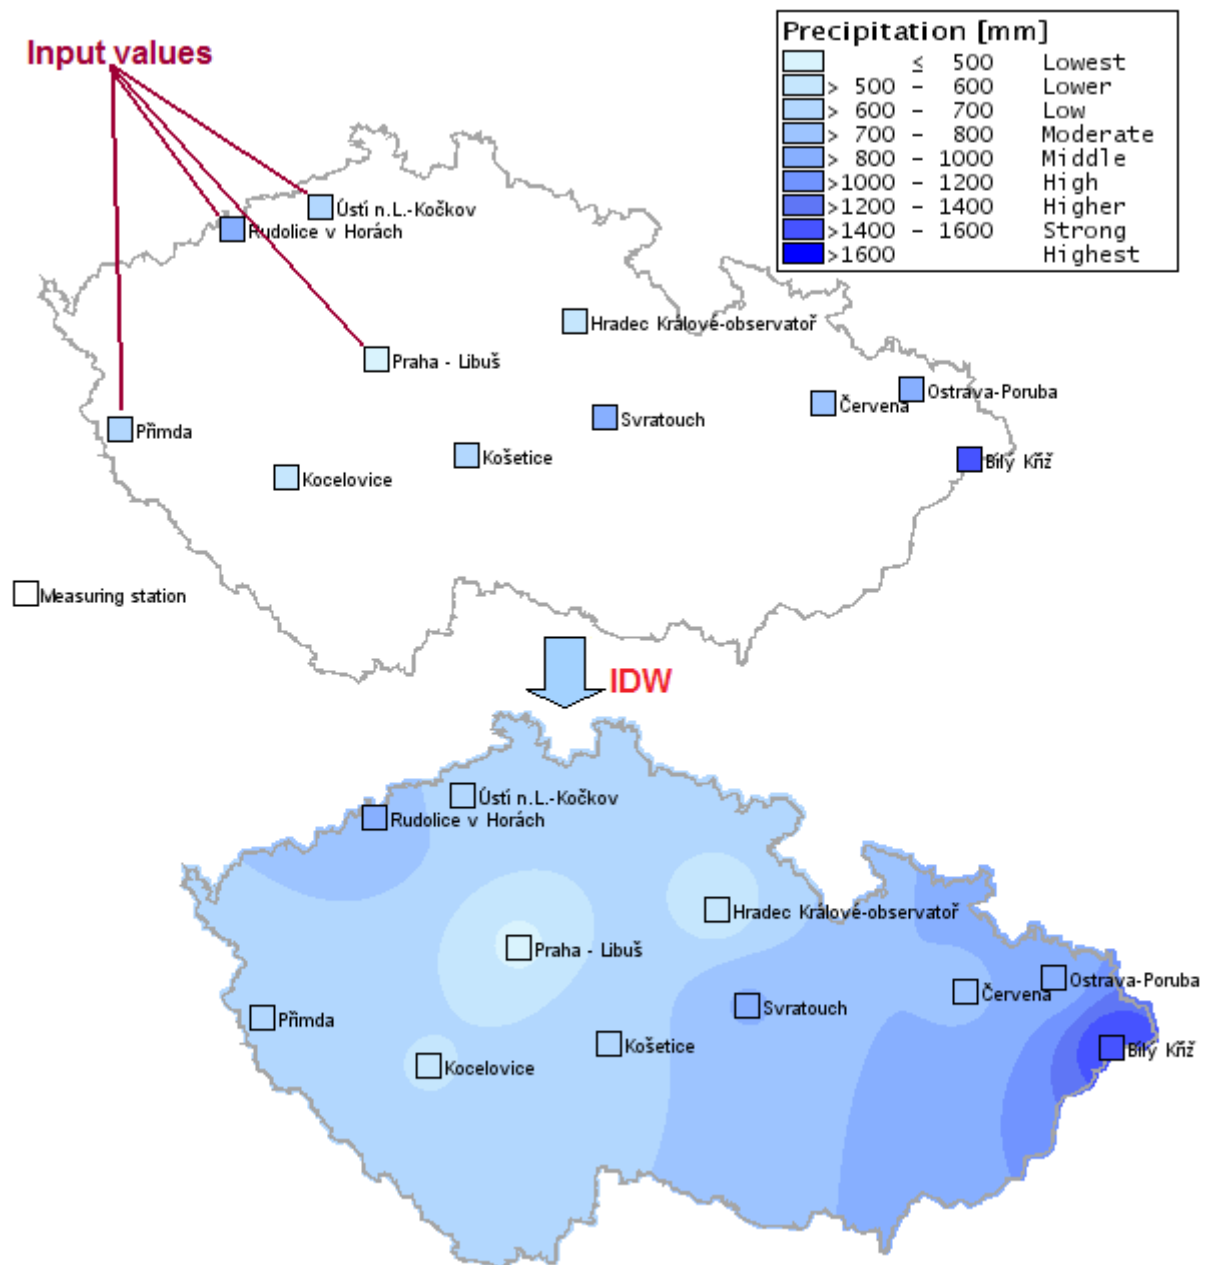 Input values
Precipitation [mm]
≤ 500 Lowest
> 500 - 600 Lower
> 600 - 700 Low
> 700 - 800 Moderate
> 800 - 1000 Middle
>1000 - 1200 High
>1200 - 1400 Higher
>1400 - 1600 Strong
>1600 Highest
Ústí n.L.-Kočkov
Rudolice v Horách
Hradec Králové-observatoř
Praha - Libuš
Ostrava-Poruba
Červená
Svratouch
Přimda
Košetice
Bílý Kříž
Kocelovice
Measuring station
IDW
Ústí n.L.-Kočkov
Rudolice v Horách
Hradec Králové-observatoř
Praha - Libuš
Ostrava-Poruba
Červená
Svratouch
Přimda
Košetice
Bílý Kříž
Kocelovice